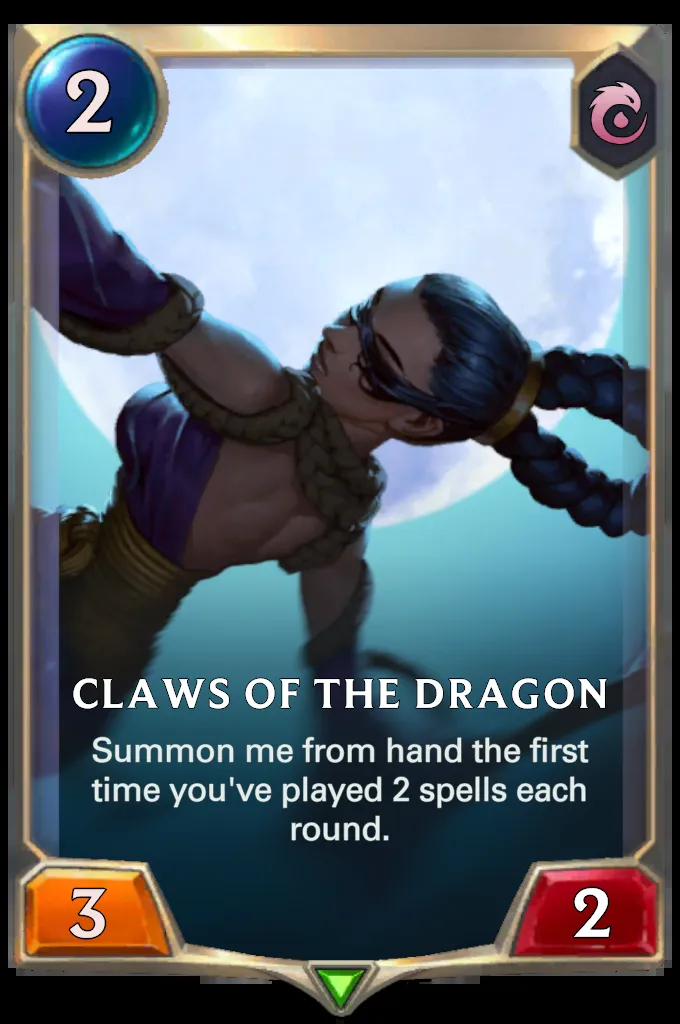 2
CLAWS OF THE DRAGON
Summon me from hand the first
time you've played 2 spells each
round.
3
2